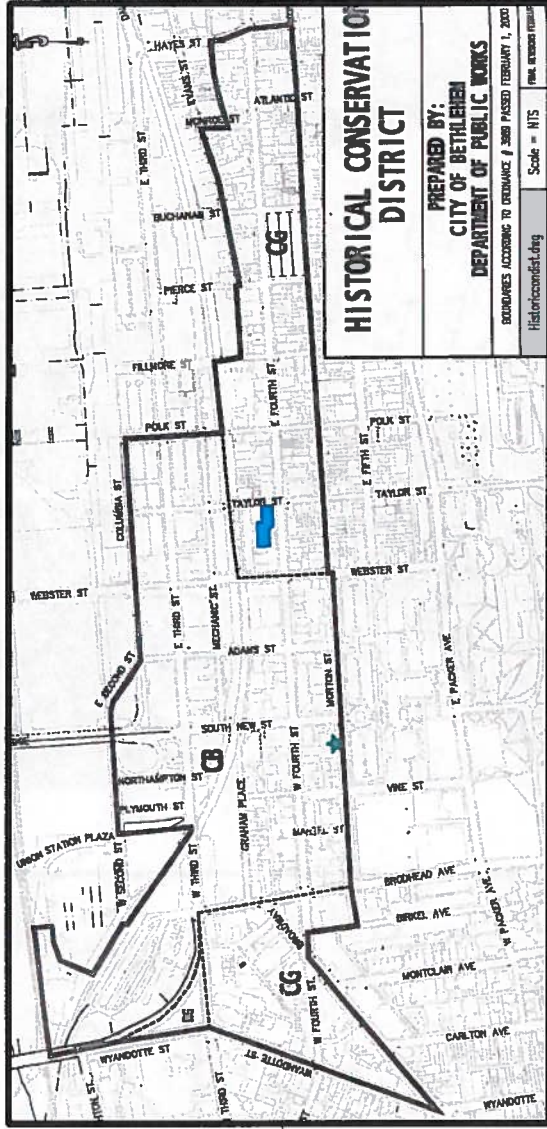 HAYES ST
EVANS ST
E THIRD ST
MONROE ST
ATLANTIC ST
BUCHANAN ST
CG
PIERCE ST
FILLMORE ST
E FOURTH ST
POLK ST
COLUMBIA ST
TAYLOR ST
POLK ST
E FIFTH ST
TAYLOR ST
WEBSTER ST
WEBSTER ST
E THIRD ST
MECHANIC ST
E SECOND ST
ADAMS ST
MORTON ST
E PACKER AVE
SOUTH NEW ST
CB
W FOURTH ST
NORTHAMPTON ST
PLYMOUTH ST
GRAHAM PLACE
VINE ST
UNION STATION PLAZA
W SECOND ST
W THIRD ST
BRODHEAD AVE
BIRKEL AVE
W PACKER AVE
BROADWAY
CG
W FOURTH ST
MONTCLAIR AVE
WYANDOTTE ST
WYANDOTTE ST
CARLTON AVE
THIRD ST
WYANDOTTE
HISTORICAL CONSERVATION
DISTRICT
PREPARED BY:
CITY OF BETHLEHEM
DEPARTMENT OF PUBLIC WORKS
BOUNDARIES ACCORDING TO ORDINANCE # 3989 PASSED FEBRUARY 1, 2000
Historiccondist.dwg
Scale = NTS